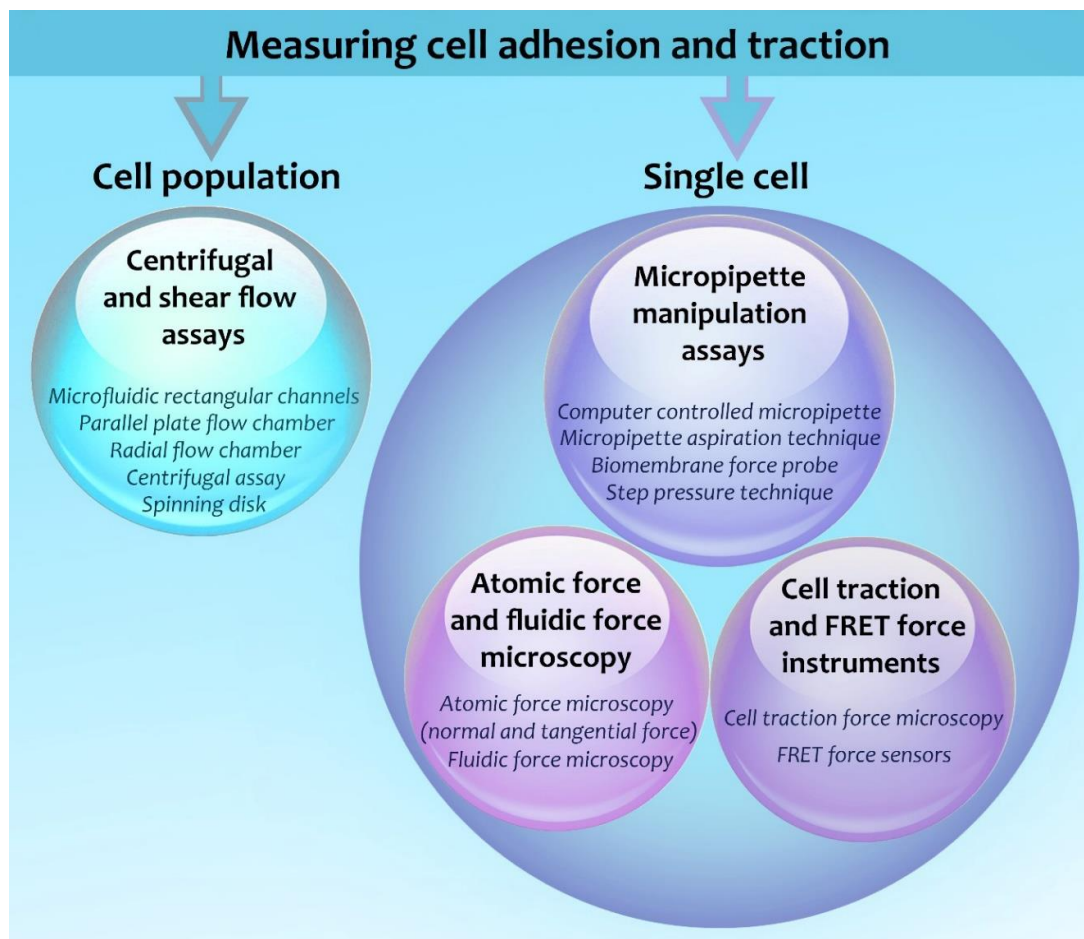 Measuring cell adhesion and traction
Cell population
Centrifugal
and shear flow
assays
Microfluidic rectangular channels
Parallel plate flow chamber
Radial flow chamber
Centrifugal assay
Spinning disk
Single cell
Micropipette
manipulation
assays
Computer controlled micropipette
Micropipette aspiration technique
Biomembrane force probe
Step pressure technique
Atomic force
and fluidic force
microscopy
Atomic force microscopy
(normal and tangential force)
Fluidic force microscopy
Cell traction
and FRET force
instruments
Cell traction force microscopy
FRET force sensors